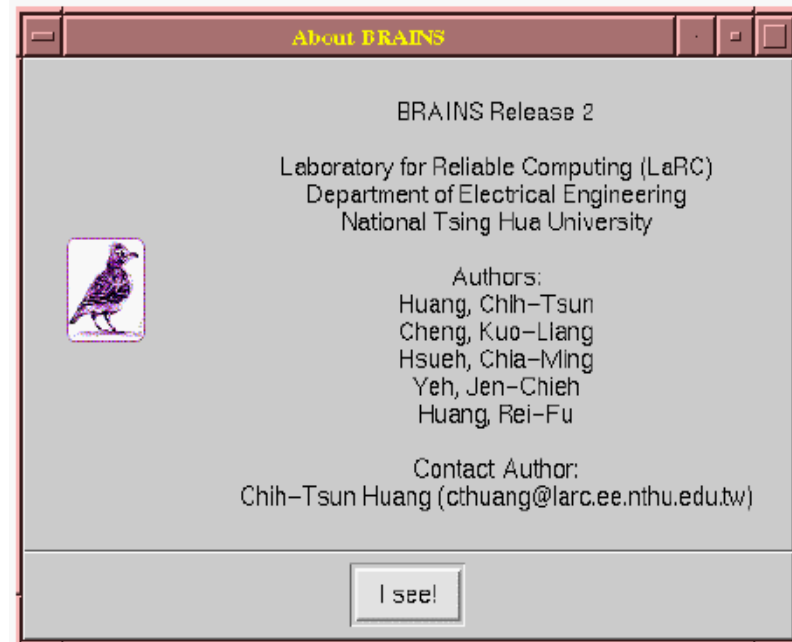 About BRAINS
BRAINS Release 2
Laboratory for Reliable Computing (LaRC)
Department of Electrical Engineering
National Tsing Hua University
Authors:
Huang, Chih-Tsun
Cheng, Kuo-Liang
Hsueh, Chia-Ming
Yeh, Jen-Chieh
Huang, Rei-Fu
Contact Author:
Chih-Tsun Huang (cthuang@larc.ee.nthu.edu.tw)
I see!